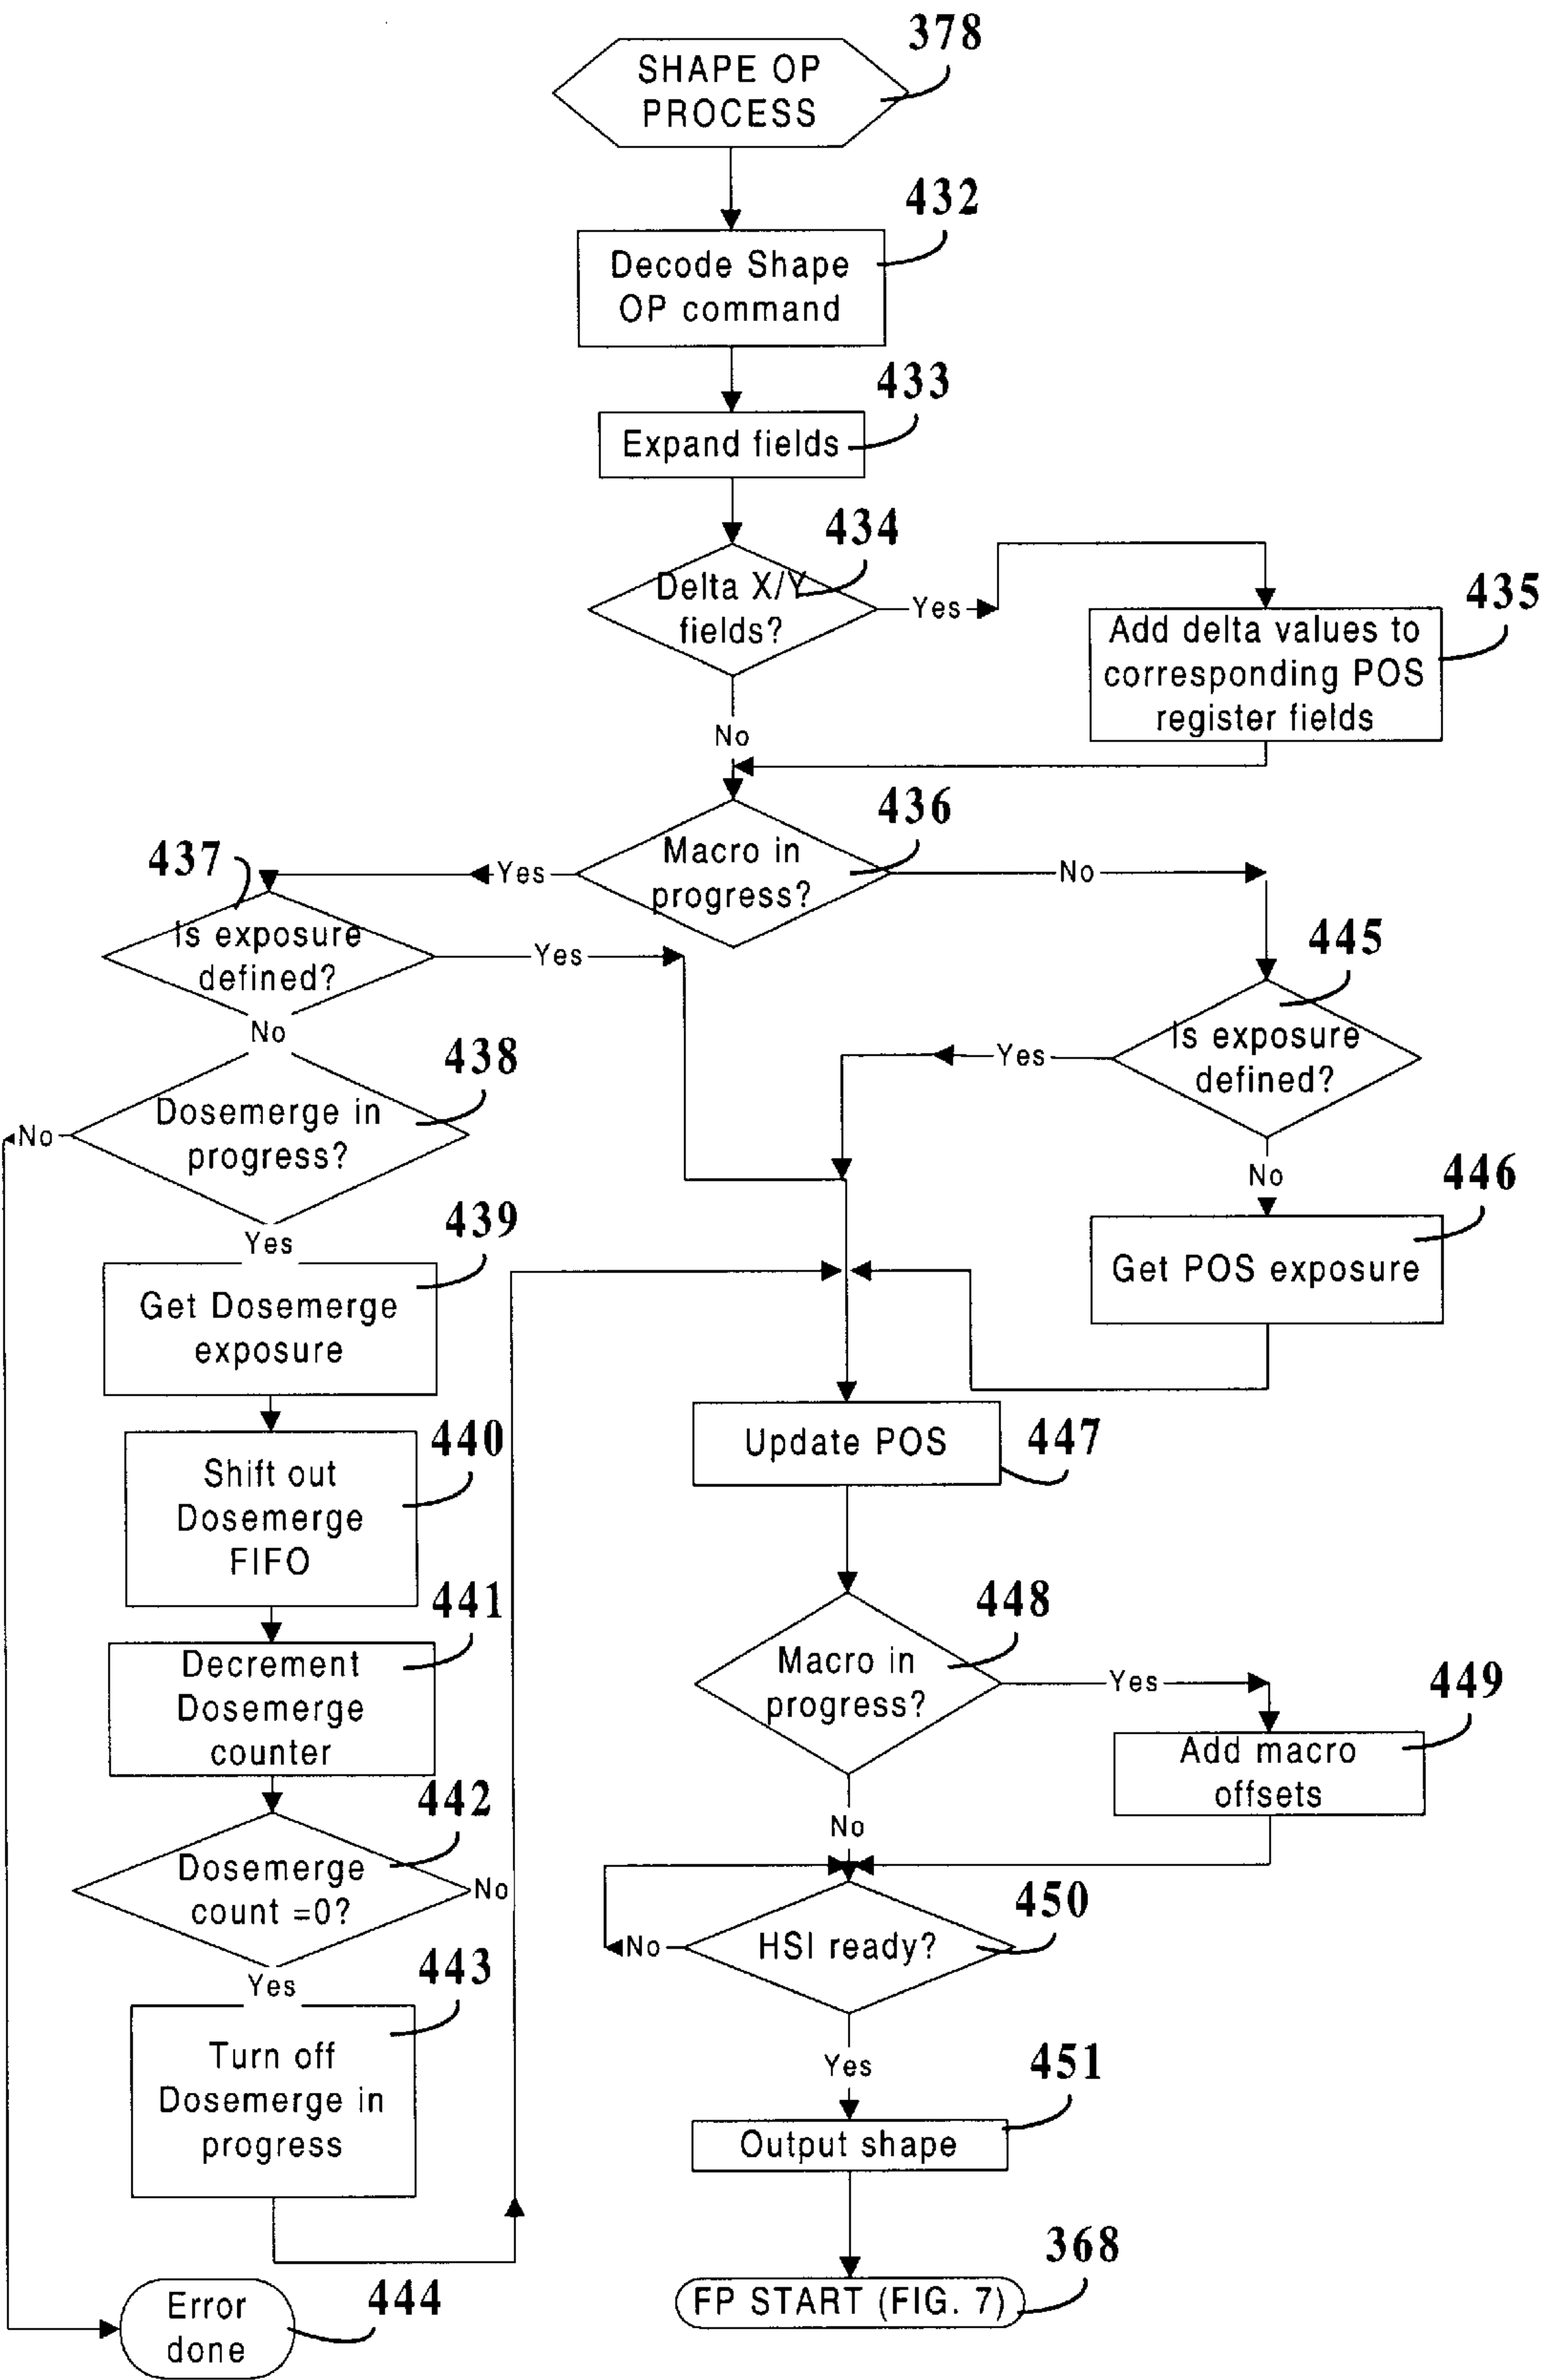 378
SHAPE OP
PROCESS
432
Decode Shape
OP command
433
Expand fields
434
Delta X/Y
fields?
Yes
435
Add delta values to
corresponding POS
register fields
No
436
Macro in
progress?
Yes
No
437
Is exposure
defined?
Yes
No
445
Is exposure
defined?
Yes
No
438
Dosemerge in
progress?
No
Yes
446
Get POS exposure
439
Get Dosemerge
exposure
440
Shift out
Dosemerge
FIFO
447
Update POS
441
Decrement
Dosemerge
counter
448
Macro in
progress?
Yes
No
449
Add macro
offsets
442
Dosemerge
count =0?
No
Yes
450
HSI ready?
No
Yes
443
Turn off
Dosemerge in
progress
451
Output shape
444
Error
done
368
FP START (FIG. 7)